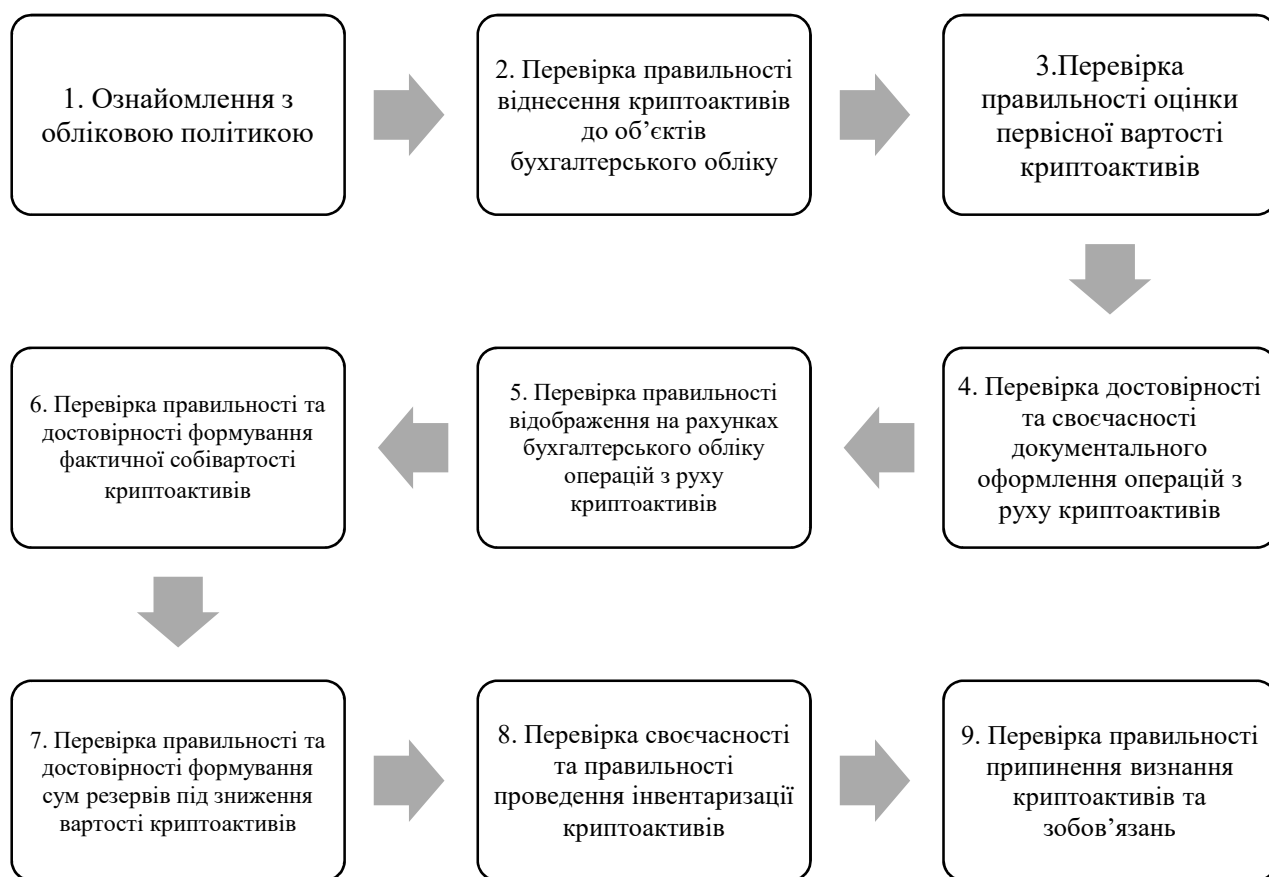 1. Ознайомлення з
обліковою політикою
2. Перевірка правильності
віднесення криптоактивів
до об’єктів
бухгалтерського обліку
3.Перевірка
правильності оцінки
первісної вартості
криптоактивів
4. Перевірка достовірності
та своєчасності
документального
оформлення операцій з
руху криптоактивів
5. Перевірка правильності
відображення на рахунках
бухгалтерського обліку
операцій з руху
криптоактивів
6. Перевірка правильності та
достовірності формування
фактичної собівартості
криптоактивів
7. Перевірка правильності та
достовірності формування
сум резервів під зниження
вартості криптоактивів
8. Перевірка своєчасності
та правильності
проведення інвентаризації
криптоактивів
9. Перевірка правильності
припинення визнання
криптоактивів та
зобов’язань